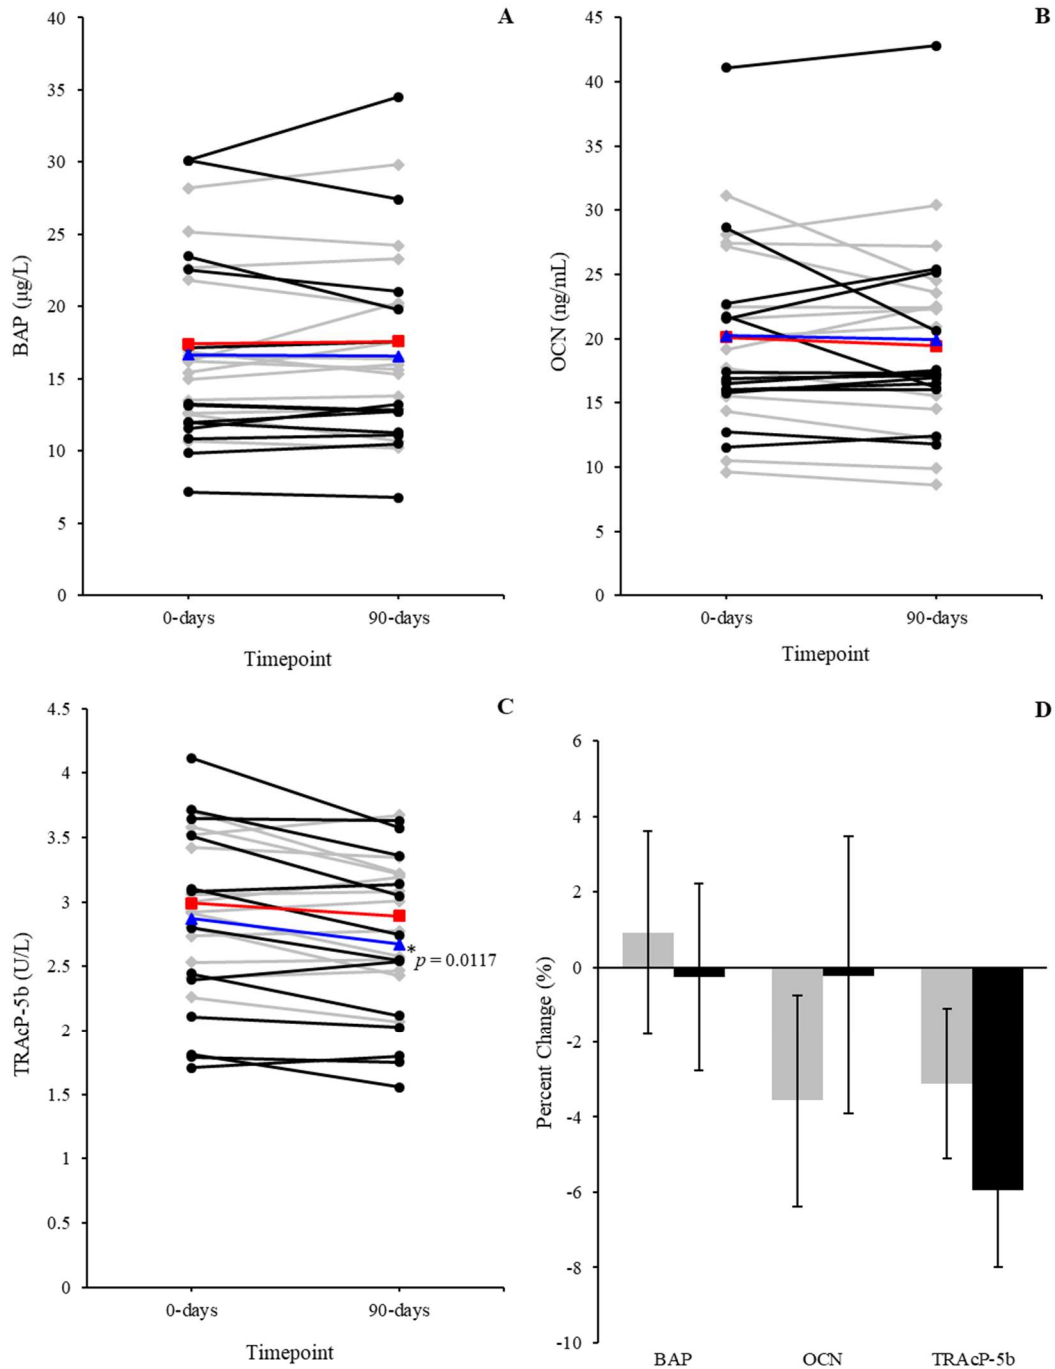 A
40
35
30
25
20
15
10
5
0
BAP (μg/L)
0-days
90-days
Timepoint
B
45
40
35
30
25
20
15
10
5
0
OCN (ng/mL)
0-days
90-days
Timepoint
C
4.5
4
3.5
3
2.5
2
1.5
1
0.5
0
TRAcP-5b (U/L)
*
p = 0.0117
0-days
90-days
Timepoint
D
6
4
2
0
-2
-4
-6
-8
-10
Percent Change (%)
BAP
OCN
TRAcP-5b